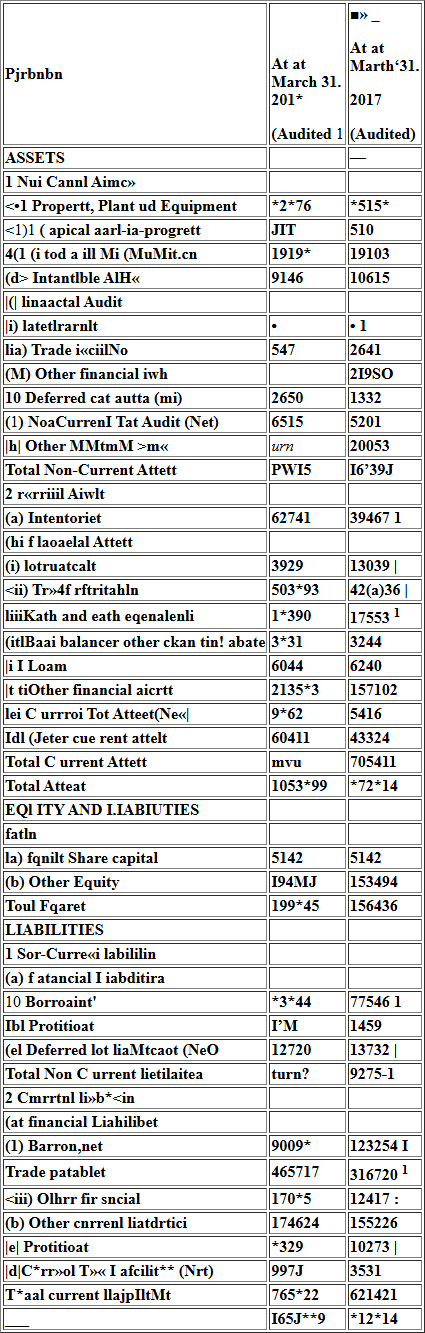 ■» _
Pjrbnbn
At at
March 31.
201*
(Audited 1
At at
Marth‘31.
2017
(Audited)
ASSETS —
1 Nui Cannl Aimc»
<•1 Propertt, Plant ud Equipment *2*76 *515*
<1)1 ( apical aarl-ia-progrett JIT 510
4(1 (i tod a ill Mi (MuMit.cn 1919* 19103
(d> Intantlble AlH« 9146 10615
|(| linaactal Audit
|i) latetlrarnlt • • 1
lia) Trade i«ciilNo 547 2641
(M) Other financial iwh 2I9SO
10 Deferred cat autta (mi) 2650 1332
(1) NoaCurrenI Tat Audit (Net) 6515 5201
|h| Other MMtmM >m« urn 20053
Total Non-Current Attett PWI5 I6’39J
2 r«rriiil Aiwlt
(a) Intentoriet 62741 39467 1
(hi f laoaelal Attett
(i) lotruatcalt 3929 13039 |
<ii) Tr»4f rftritahln 503*93 42(a)36 |
liiiKath and eath eqenalenli 1*390 17553 1
(itlBaai balancer other ckan tin! abate 3*31 3244
|i I Loam 6044 6240
|t tiOther financial aicrtt 2135*3 157102
lei C urrroi Tot Atteet(Ne«| 9*62 5416
Idl (Jeter cue rent attelt 60411 43324
Total C urrent Attett mvu 705411
Total Atteat 1053*99 *72*14
EQl ITY AND I.IABIUTIES
fatln
la) fqnilt Share capital 5142 5142
(b) Other Equity I94MJ 153494
Toul Fqaret 199*45 156436
LIABILITIES
1 Sor-Curre«i labililin
(a) f atancial I iabditira
10 Borroaint' *3*44 77546 1
Ibl Protitioat I’M 1459
(el Deferred lot liaMtcaot (NeO 12720 13732 |
Total Non C urrent lietilaitea turn? 9275-1
2 Cmrrtnl li»b*<in
(at financial Liahilibet
(1) Barron,net 9009* 123254 I
Trade patablet 465717 316720 1
<iii) Olhrr fir sncial 170*5 12417 :
(b) Other cnrrenl liatdrtici 174624 155226
|e| Protitioat *329 10273 |
|d|C*rr»ol T»« I afcilit** (Nrt) 997J 3531
T*aal current llajpIltMt 765*22 621421
___ I65J**9 *12*14